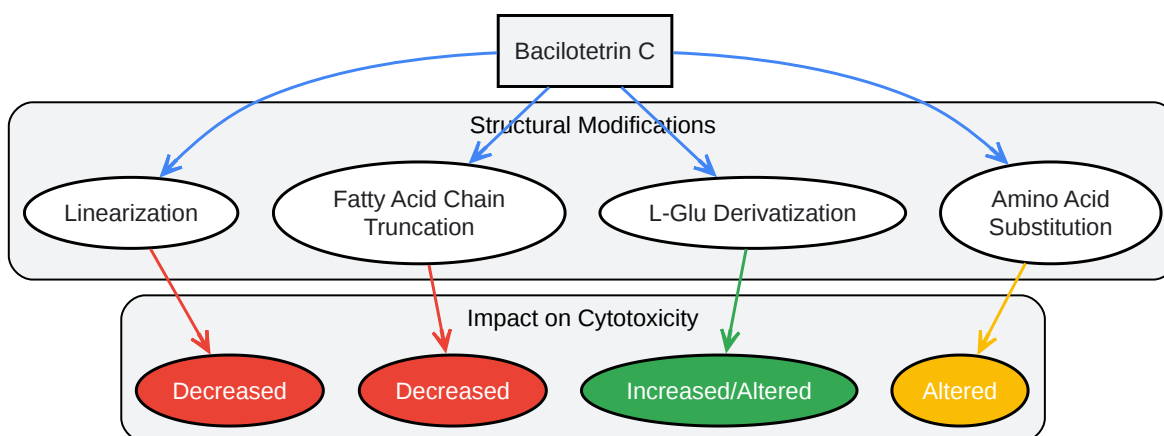 Bacilotetrin C
Structural Modifications
Linearization
Fatty Acid Chain
Truncation
L-Glu Derivatization
Amino Acid
Substitution
Impact on Cytotoxicity
Decreased
Decreased
Increased/Altered
Altered